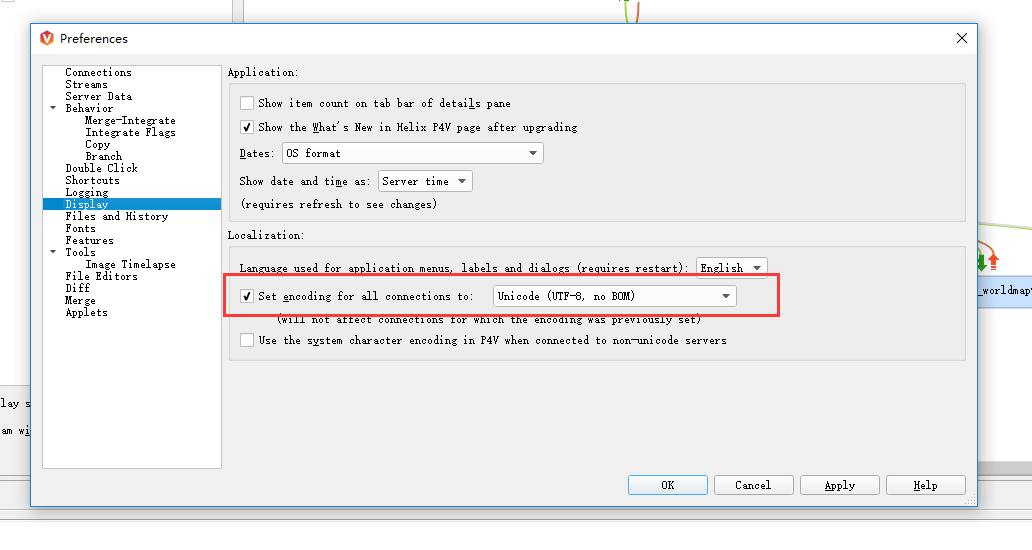 Preferences
Connections
Streams
Server Data
Behavior
Merge-Integrate
Integrate Flags
Copy
Branch
Double Click
Shortcuts
Logging
Display
Files and History
Fonts
Features
Tools
Image Timelapse
File Editors
Diff
Merge
Applets
Application:
Show item count on tab bar of details pane
Show the What's New in Helix P4V page after upgrading
Dates: OS format
Show date and time as: Server time
(requires refresh to see changes)
Localization:
Language used for application menus, labels and dialogs (requires restart): English
Set encoding for all connections to: Unicode (UTF-8, no BOM)
(will not affect connections for which the encoding was previously set)
Use the system character encoding in P4V when connected to non-unicode servers
OK Cancel Apply Help
lay s
am wi
_worldmap